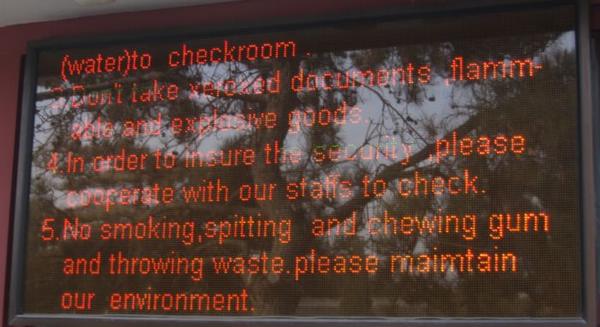 (water)to checkroom .
3.Don't take xeroxed documents ,flamm-
able and explosive goods.
4.In order to insure the security ,please
cooperate with our staffs to check.
5.No smoking,spitting and chewing gum
and throwing waste.please maimtain
our environment.